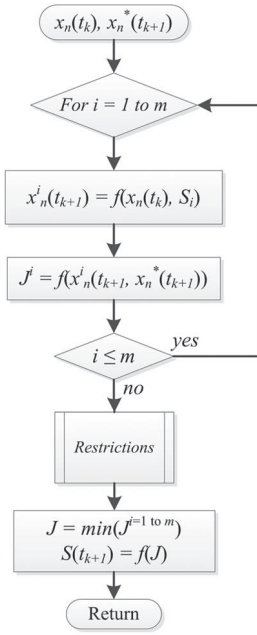 xₙ(tₖ), xₙ*(tₖ₊₁)
For i = 1 to m
xⁱₙ(tₖ₊₁) = f(xₙ(tₖ), Sᵢ)
Jⁱ = f(xⁱₙ(tₖ₊₁, xₙ*(tₖ₊₁))
i ≤ m
yes
no
Restrictions
J = min(Jⁱ⁼¹ ᵗᵒ ᵐ)
S(tₖ₊₁) = f(J)
Return